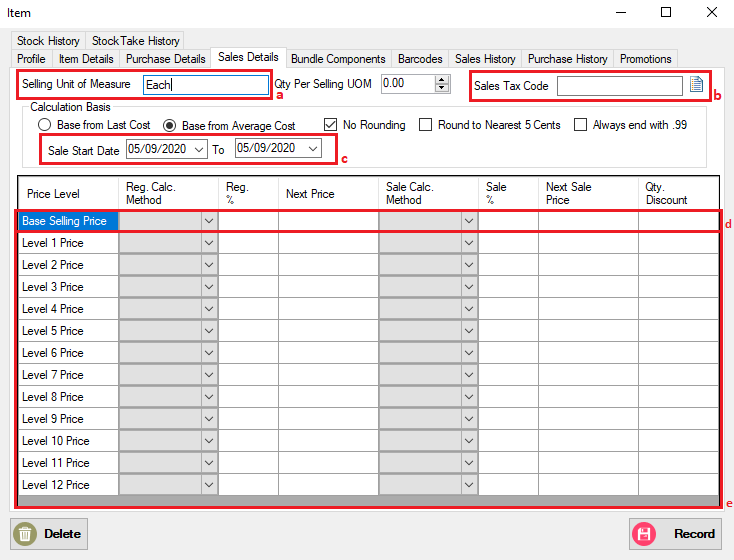 Item
Stock History StockTake History
Profile Item Details Purchase Details Sales Details Bundle Components Barcodes Sales History Purchase History Promotions
Selling Unit of Measure Each Qty Per Selling UOM 0.00 Sales Tax Code
a b
Calculation Basis
Base from Last Cost Base from Average Cost No Rounding Round to Nearest 5 Cents Always end with .99
Sale Start Date 05/09/2020 To 05/09/2020 c
Price Level Reg. Calc. Method Reg. % Next Price Sale Calc. Method Sale % Next Sale Price Qty. Discount
Base Selling Price d
Level 1 Price
Level 2 Price
Level 3 Price
Level 4 Price
Level 5 Price
Level 6 Price
Level 7 Price
Level 8 Price
Level 9 Price
Level 10 Price
Level 11 Price
Level 12 Price
e
Delete Record